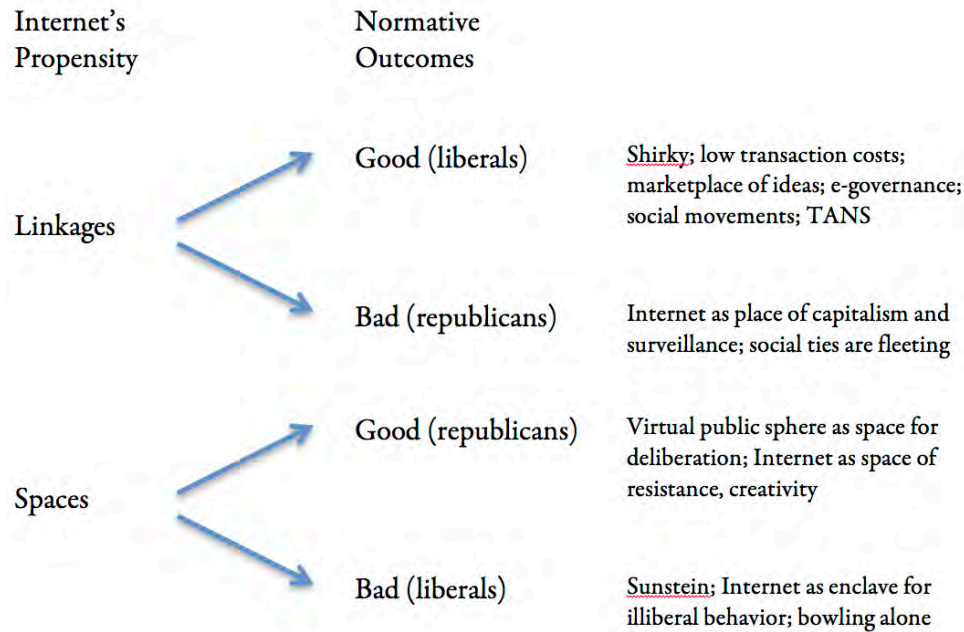 Internet's
Propensity
Normative
Outcomes
Linkages
Good (liberals)
Shirky; low transaction costs;
marketplace of ideas; e-governance;
social movements; TANS
Bad (republicans)
Internet as place of capitalism and
surveillance; social ties are fleeting
Spaces
Good (republicans)
Virtual public sphere as space for
deliberation; Internet as space of
resistance, creativity
Bad (liberals)
Sunstein; Internet as enclave for
illiberal behavior; bowling alone